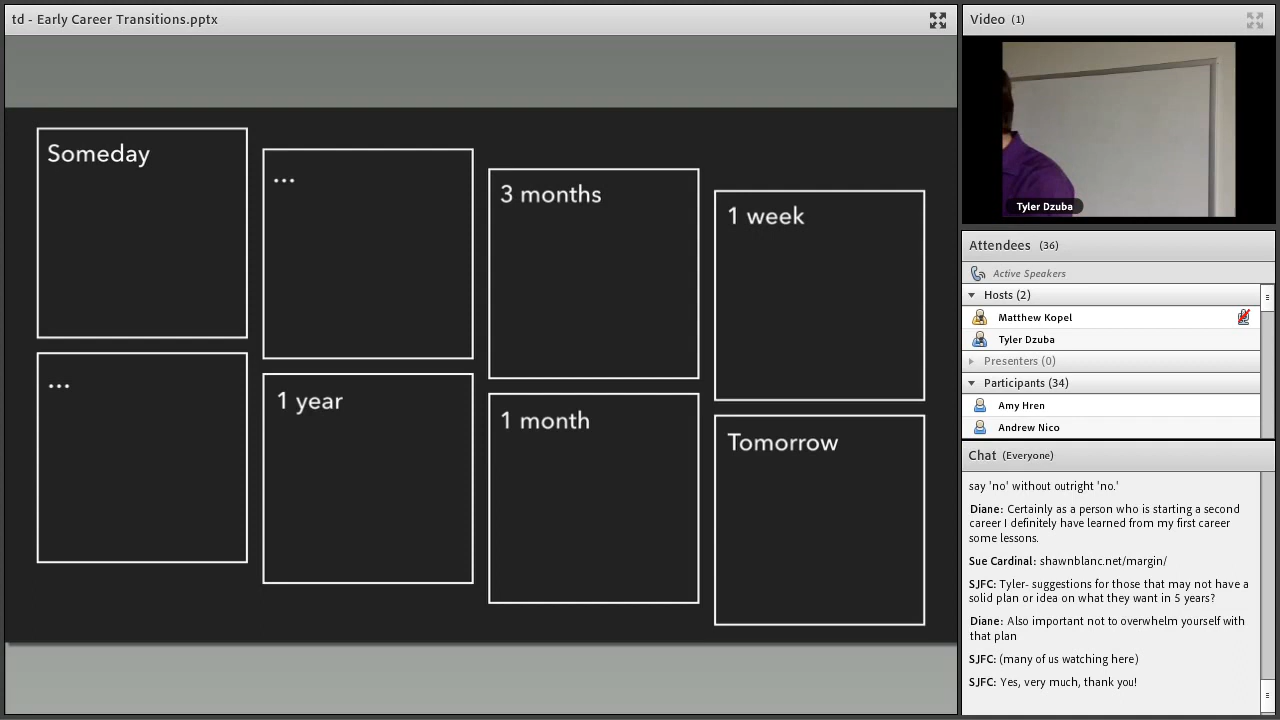 td - Early Career Transitions.pptx
Someday
...
3 months
1 week
...
1 year
1 month
Tomorrow
Video (1)
Tyler Dzuba
Attendees (36)
Active Speakers
Hosts (2)
Matthew Kopel
Tyler Dzuba
Presenters (0)
Participants (34)
Amy Hren
Andrew Nico
Chat (Everyone)
say 'no' without outright 'no.'
Diane: Certainly as a person who is starting a second
career I definitely have learned from my first career
some lessons.
Sue Cardinal: shawnblanc.net/margin/
SJFC: Tyler- suggestions for those that may not have a
solid plan or idea on what they want in 5 years?
Diane: Also important not to overwhelm yourself with
that plan
SJFC: (many of us watching here)
SJFC: Yes, very much, thank you!